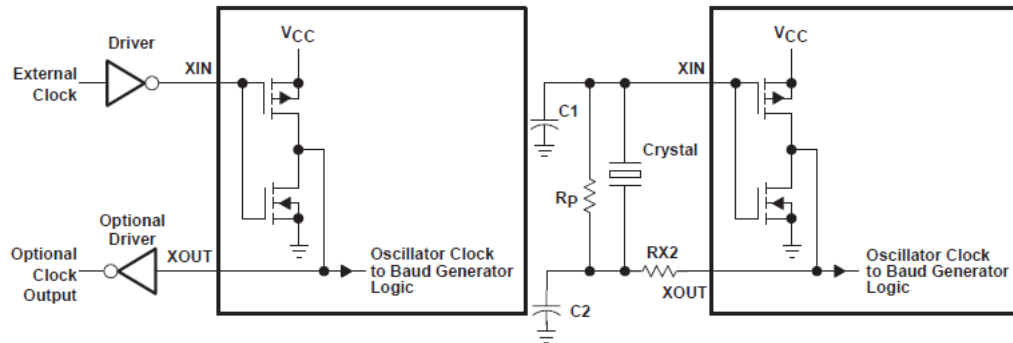 Driver
External
Clock
XIN
VCC
Optional
Driver
Optional
Clock
Output
XOUT
Oscillator Clock
to Baud Generator
Logic
XIN
VCC
C1
Crystal
RP
RX2
XOUT
C2
Oscillator Clock
to Baud Generator
Logic